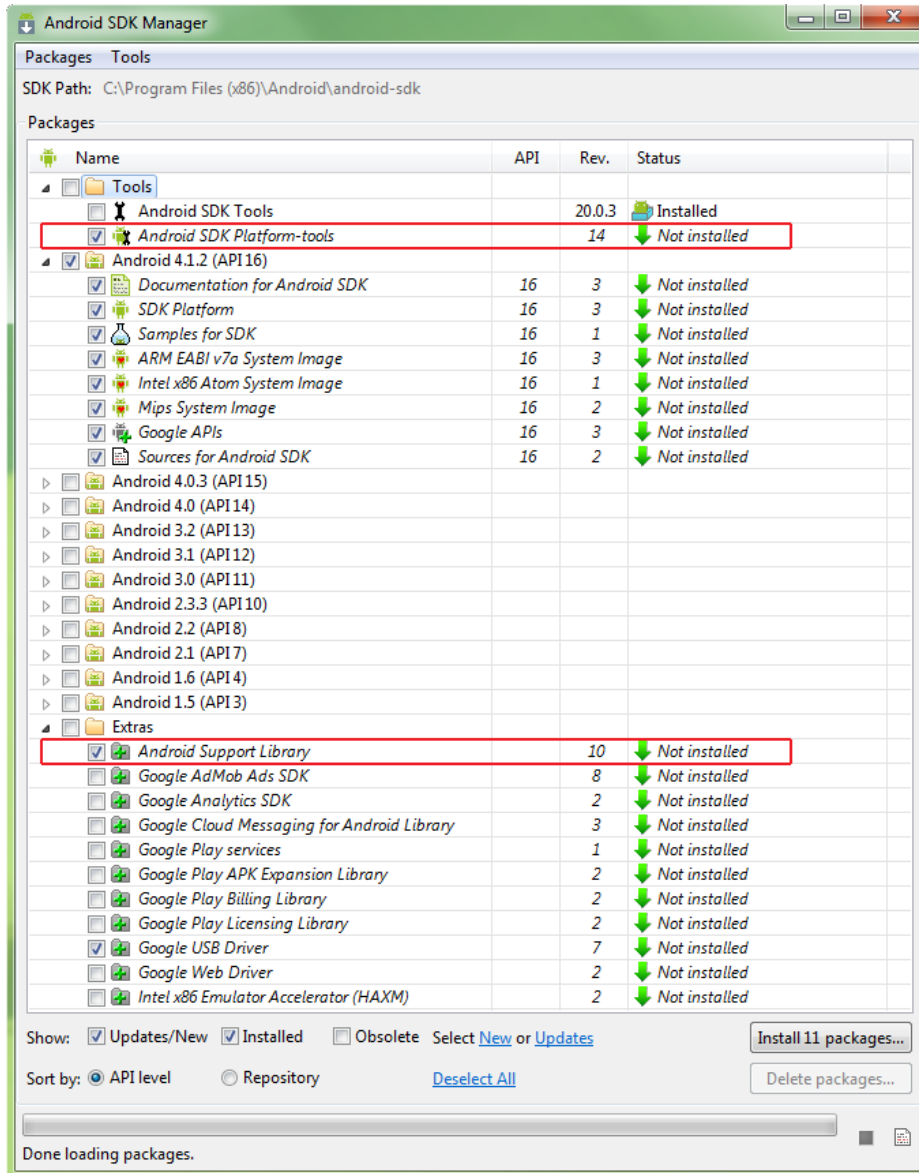 Android SDK Manager
Packages Tools
SDK Path: C:\Program Files (x86)\Android\android-sdk
Packages
Name API Rev. Status
Tools
Android SDK Tools 20.0.3 Installed
Android SDK Platform-tools 14 Not installed
Android 4.1.2 (API 16)
Documentation for Android SDK 16 3 Not installed
SDK Platform 16 3 Not installed
Samples for SDK 16 1 Not installed
ARM EABI v7a System Image 16 3 Not installed
Intel x86 Atom System Image 16 1 Not installed
Mips System Image 16 2 Not installed
Google APIs 16 3 Not installed
Sources for Android SDK 16 2 Not installed
Android 4.0.3 (API 15)
Android 4.0 (API 14)
Android 3.2 (API 13)
Android 3.1 (API 12)
Android 3.0 (API 11)
Android 2.3.3 (API 10)
Android 2.2 (API 8)
Android 2.1 (API 7)
Android 1.6 (API 4)
Android 1.5 (API 3)
Extras
Android Support Library 10 Not installed
Google AdMob Ads SDK 8 Not installed
Google Analytics SDK 2 Not installed
Google Cloud Messaging for Android Library 3 Not installed
Google Play services 1 Not installed
Google Play APK Expansion Library 2 Not installed
Google Play Billing Library 2 Not installed
Google Play Licensing Library 2 Not installed
Google USB Driver 7 Not installed
Google Web Driver 2 Not installed
Intel x86 Emulator Accelerator (HAXM) 2 Not installed
Show: Updates/New Installed Obsolete Select New or Updates Install 11 packages...
Sort by: API level Repository Deselect All Delete packages...
Done loading packages.